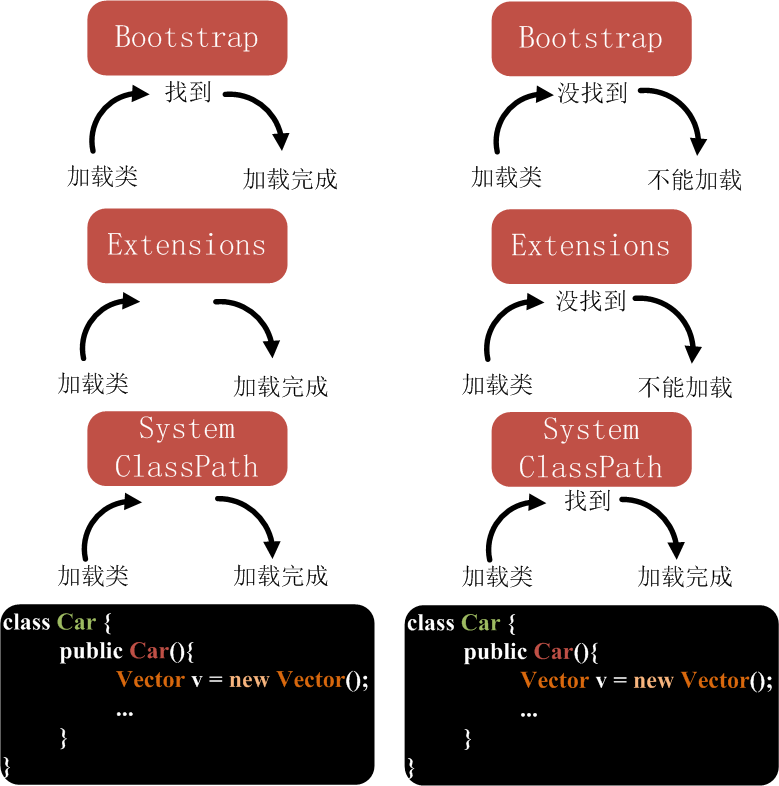 Bootstrap
找到
加载类
加载完成
Extensions
加载类
加载完成
System
ClassPath
加载类
加载完成
class Car {
public Car(){
Vector v = new Vector();
...
}
}
Bootstrap
没找到
加载类
不能加载
Extensions
没找到
加载类
不能加载
System
ClassPath
找到
加载类
加载完成
class Car {
public Car(){
Vector v = new Vector();
...
}
}